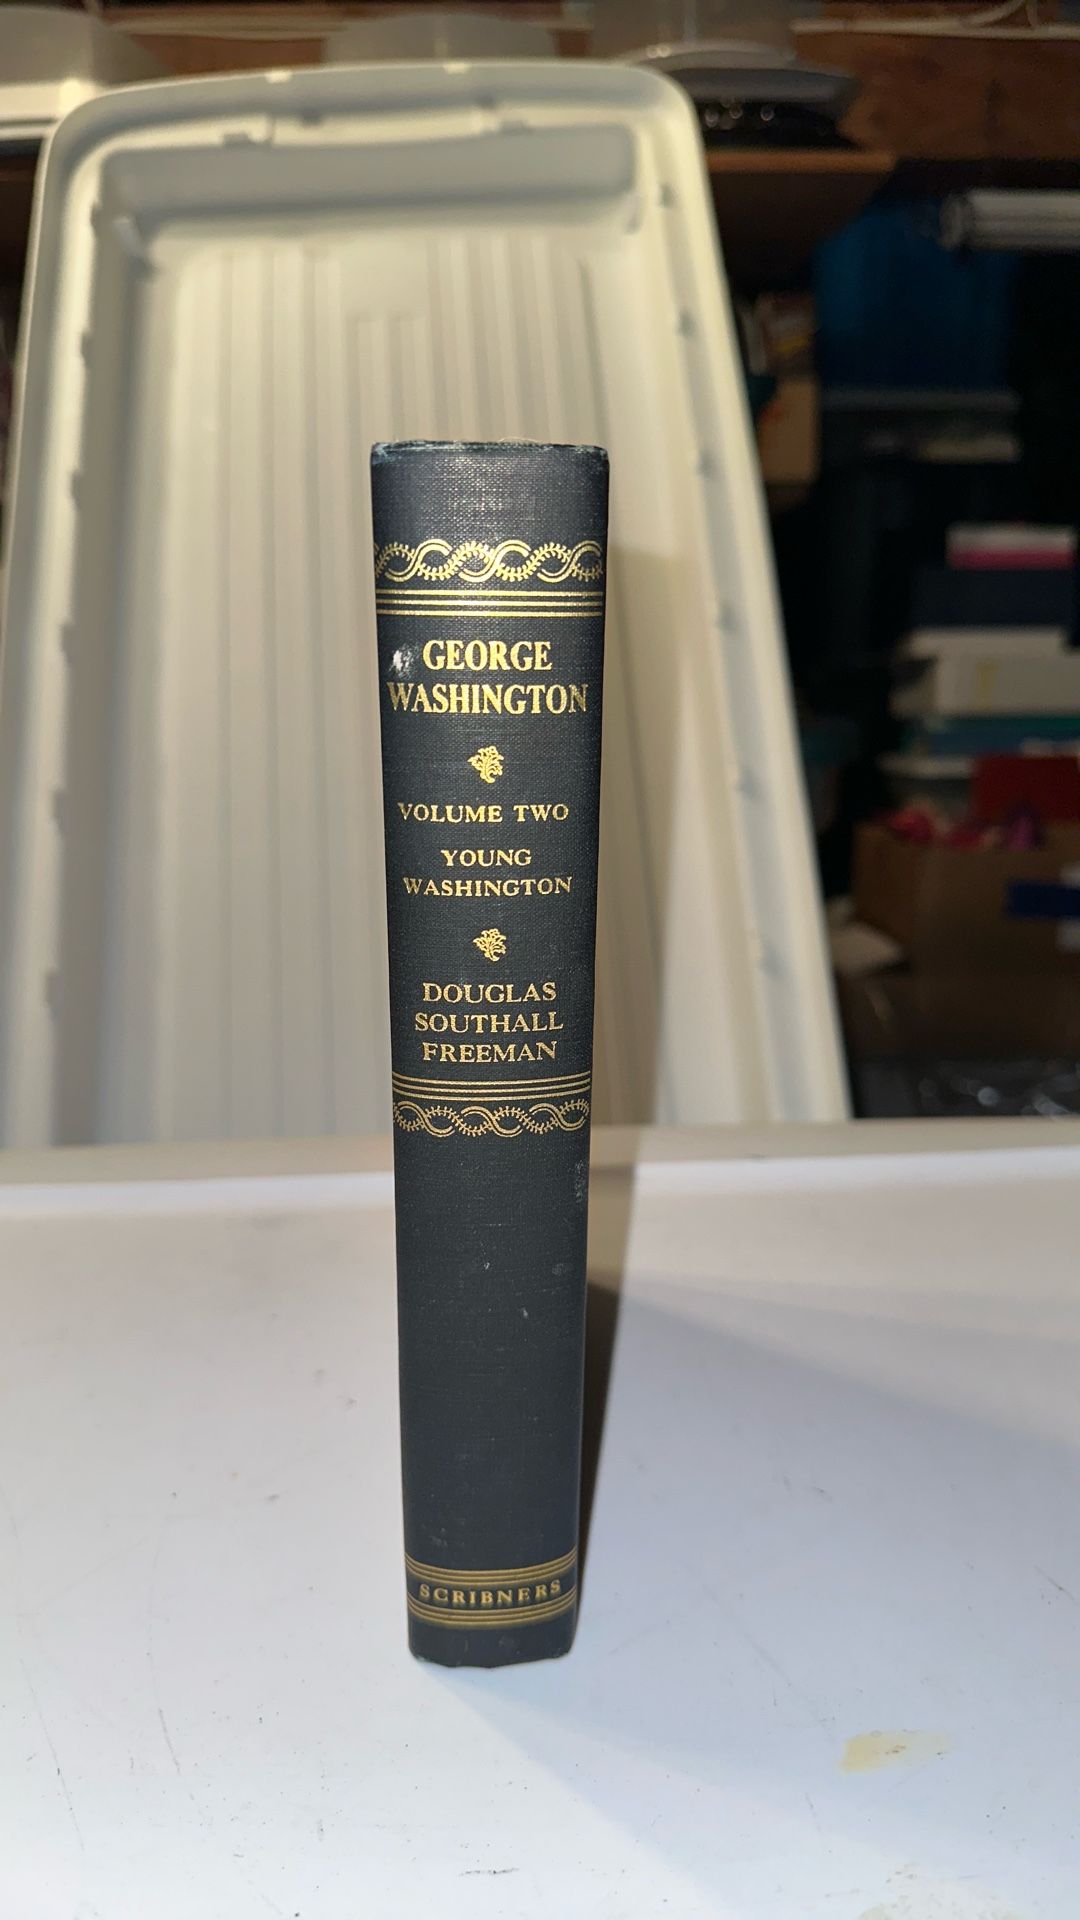 GEORGE
WASHINGTON
VOLUME TWO
YOUNG
WASHINGTON
DOUGLAS
SOUTHALL
FREEMAN
SCRIBNERS